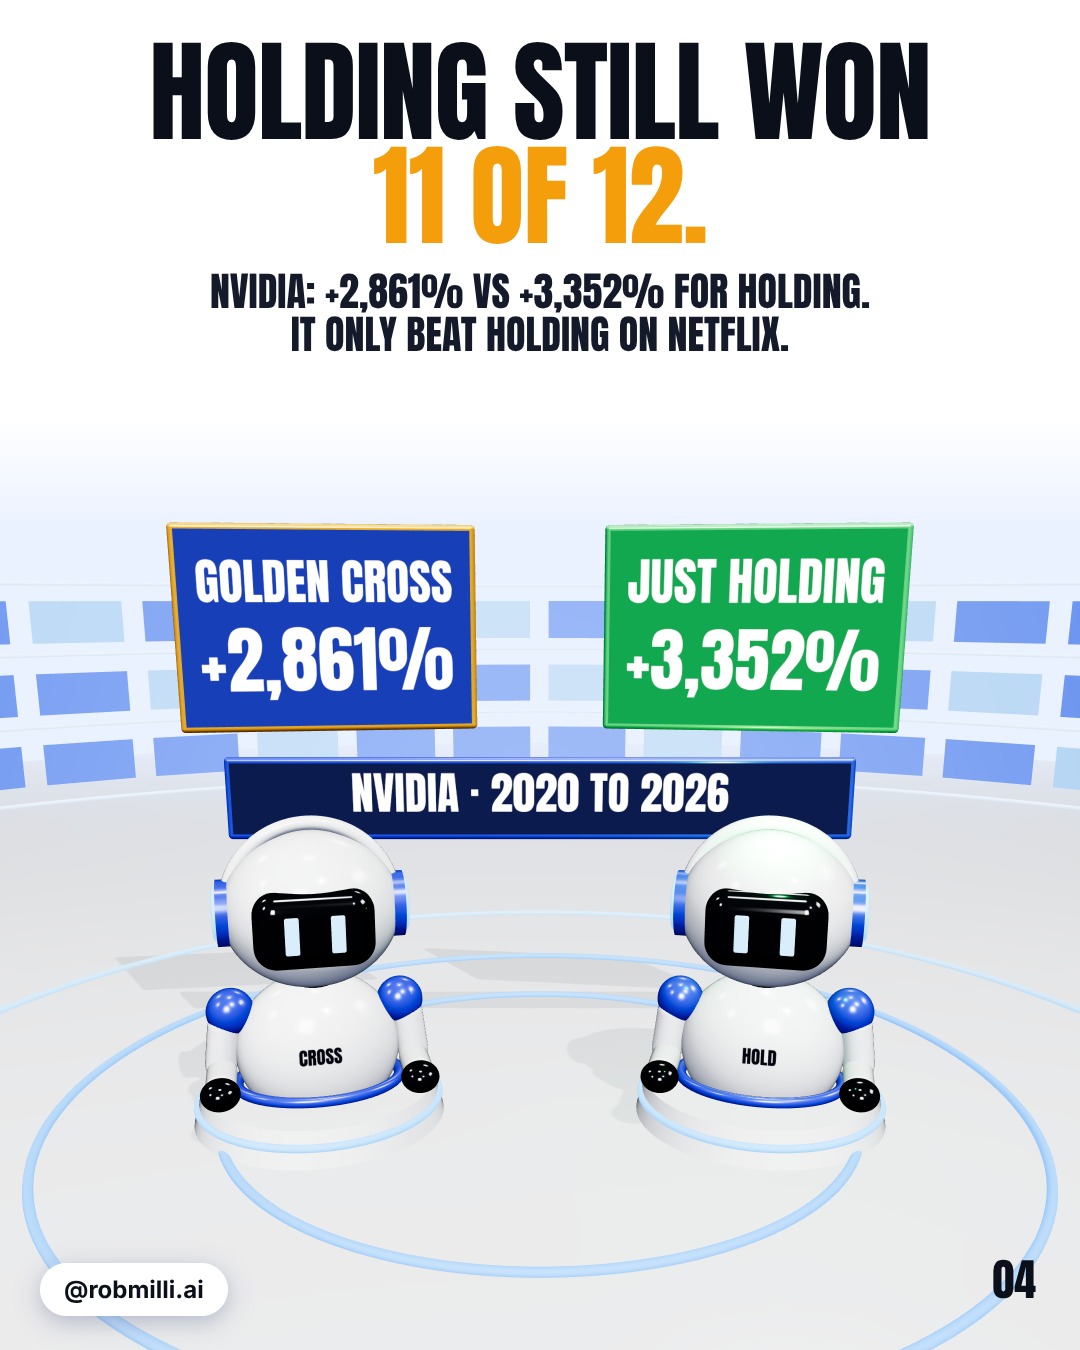 HOLDING STILL WON
11 OF 12.
NVIDIA: +2,861% VS +3,352% FOR HOLDING.
IT ONLY BEAT HOLDING ON NETFLIX.
GOLDEN CROSS
+2,861%
JUST HOLDING
+3,352%
NVIDIA · 2020 TO 2026
CROSS
HOLD
@robmilli.ai
04